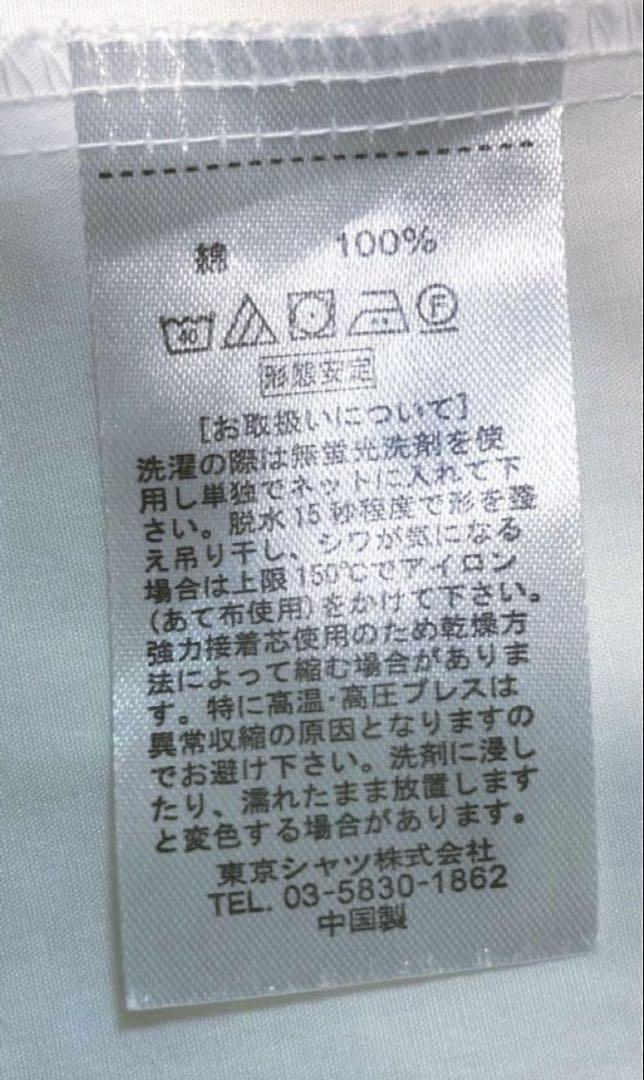 綿 100%
40 F
形態安定
[お取扱いについて]
洗濯の際は無蛍光洗剤を使
用し単独でネットに入れて下
さい。脱水15秒程度で形を整
え吊り干し、シワが気になる
場合は上限150℃でアイロン
(あて布使用)をかけて下さい。
強力接着芯使用のため乾燥方
法によって縮む場合がありま
す。特に高温・高圧プレスは
異常収縮の原因となりますの
でお避け下さい。洗剤に浸し
たり、濡れたまま放置します
と変色する場合があります。
東京シャツ株式会社
TEL. 03-5830-1862
中国製